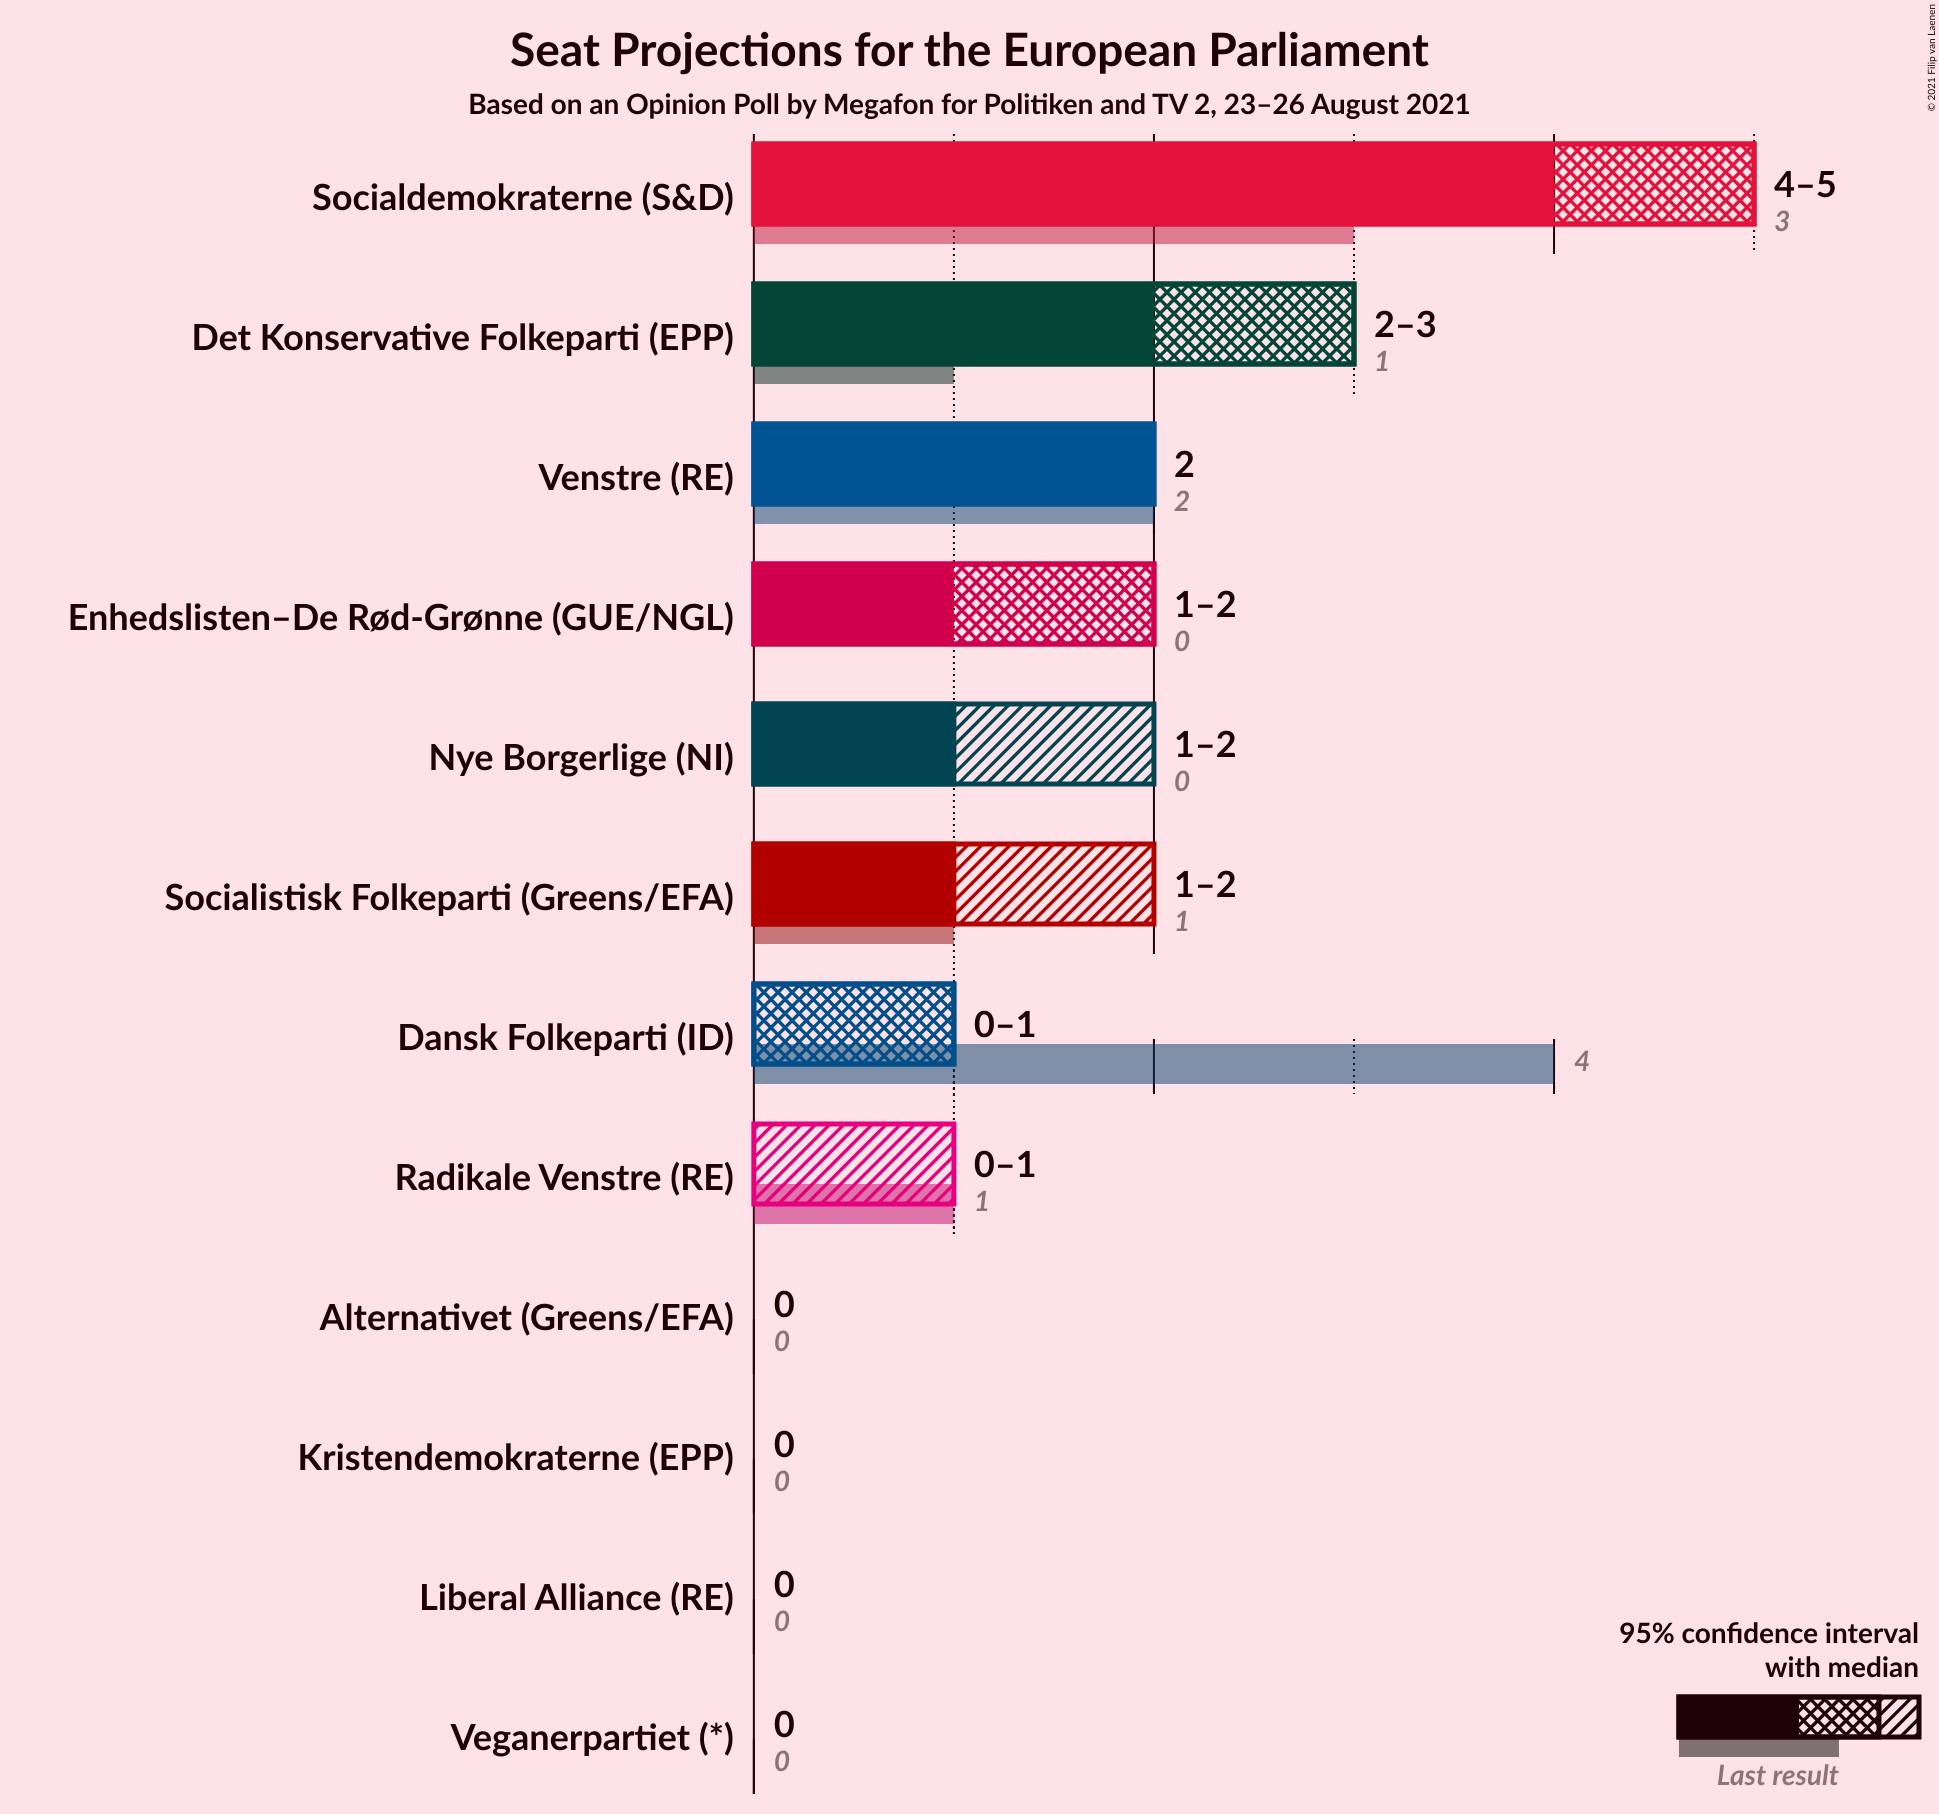 Seat Projections for the European Parliament
Based on an Opinion Poll by Megafon for Politiken and TV 2, 23–26 August 2021
© 2021 Filip van Laenen
Socialdemokraterne (S&D)
4–5
3
Det Konservative Folkeparti (EPP)
2–3
1
Venstre (RE)
2
2
Enhedslisten–De Rød-Grønne (GUE/NGL)
1–2
0
Nye Borgerlige (NI)
1–2
0
Socialistisk Folkeparti (Greens/EFA)
1–2
1
Dansk Folkeparti (ID)
0–1
4
Radikale Venstre (RE)
0–1
1
Alternativet (Greens/EFA)
0
0
Kristendemokraterne (EPP)
0
0
Liberal Alliance (RE)
0
0
Veganerpartiet (*)
0
0
95% confidence interval
with median
Last result